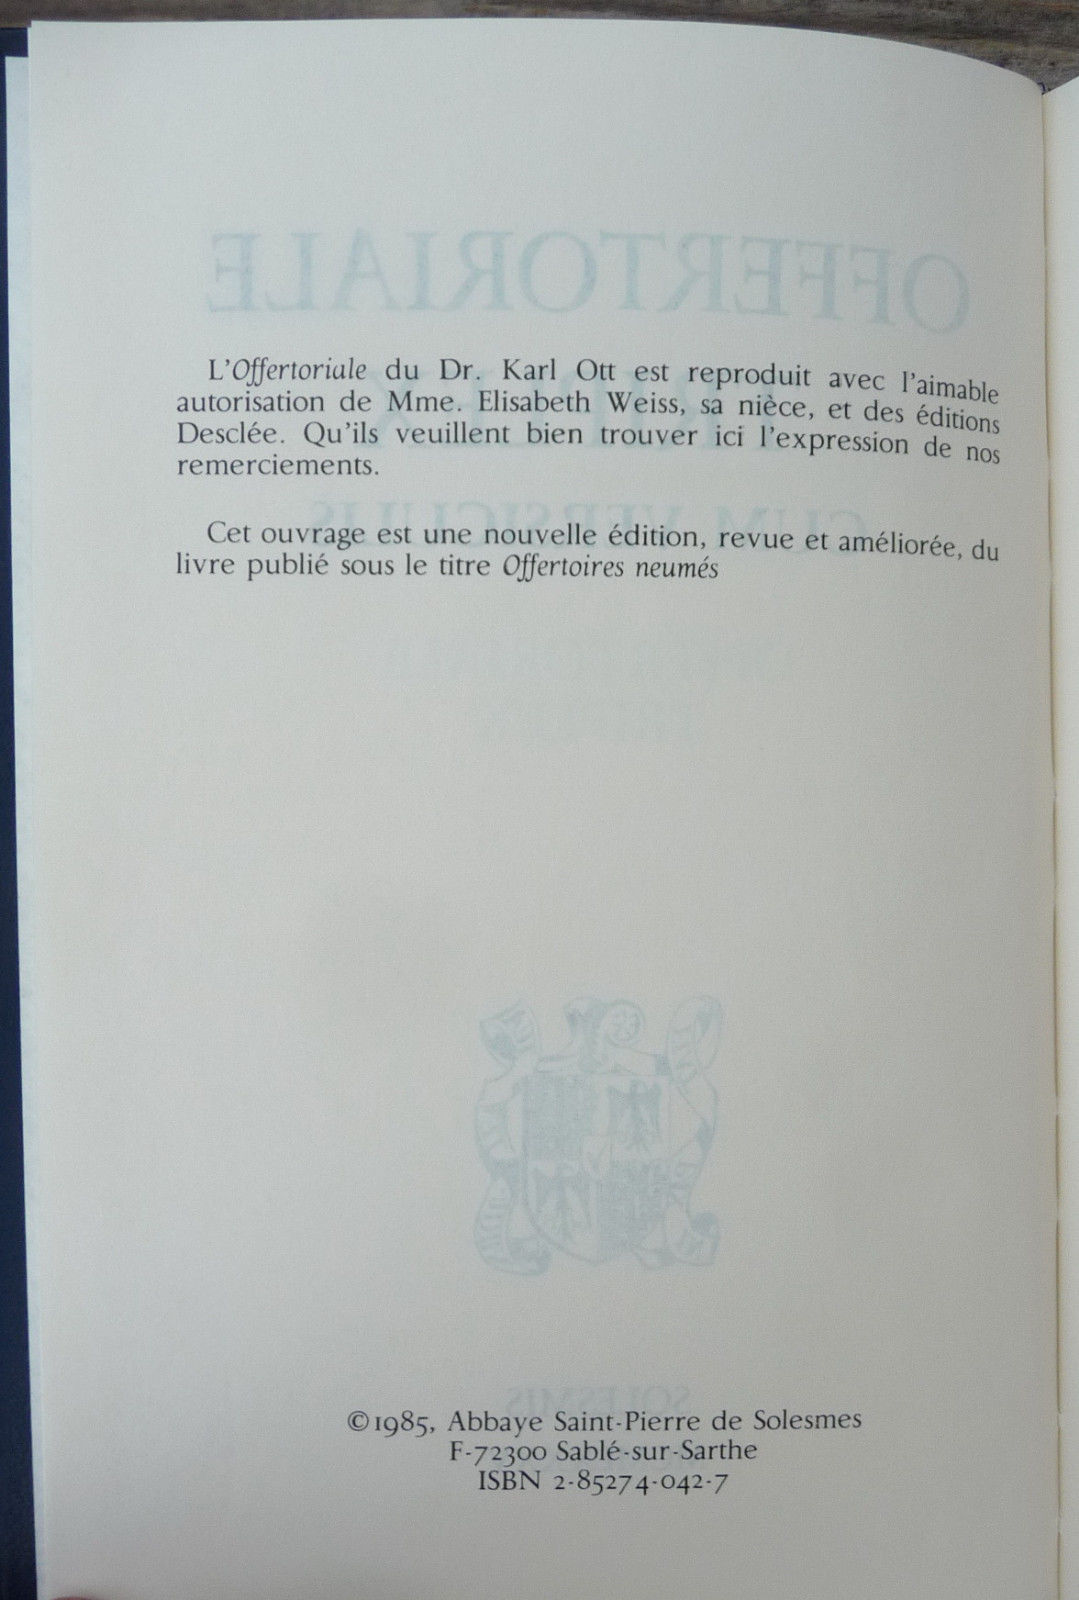 L'Offertoriale du Dr. Karl Ott est reproduit avec l'aimable
autorisation de Mme. Elisabeth Weiss, sa nièce, et des éditions
Desclée. Qu'ils veuillent bien trouver ici l'expression de nos
remerciements.
Cet ouvrage est une nouvelle édition, revue et améliorée, du
livre publié sous le titre Offertoires neumés
©1985, Abbaye Saint-Pierre de Solesmes
F-72300 Sablé-sur-Sarthe
ISBN 2-85274-042-7